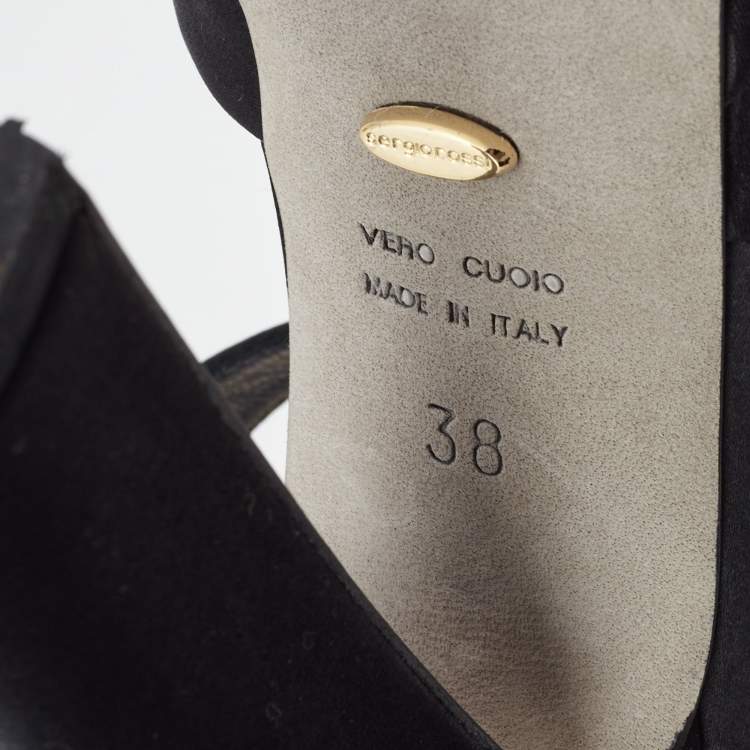 sergiorossi
VERO CUOIO
MADE IN ITALY
38